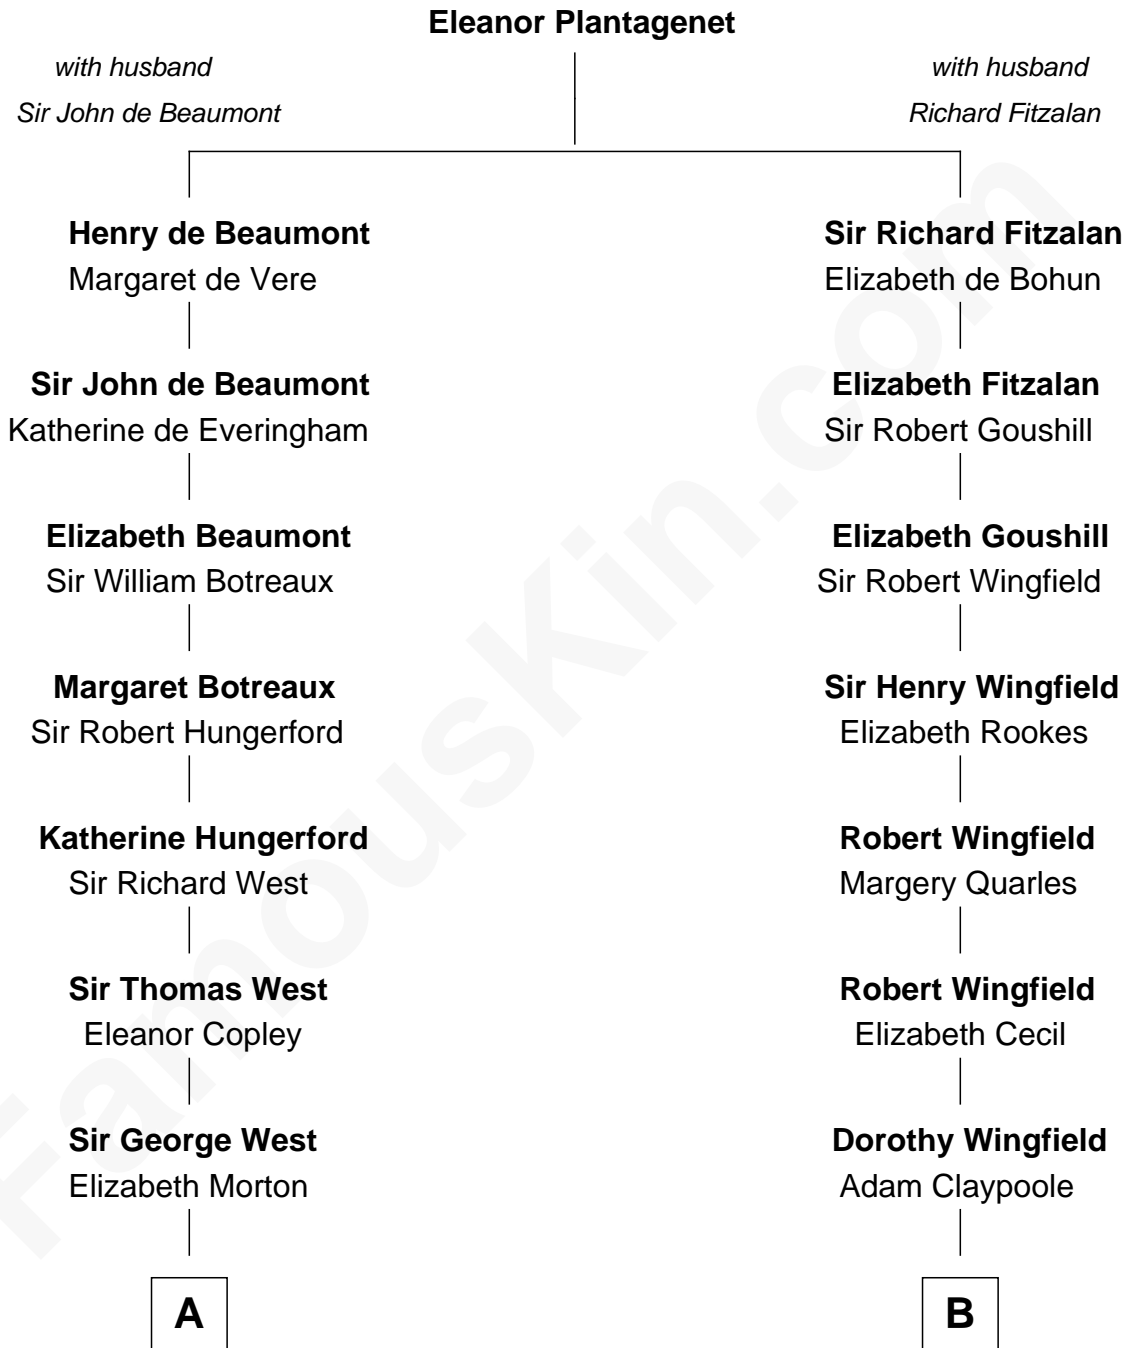 Eleanor Plantagenet
with husband
Sir John de Beaumont
with husband
Richard Fitzalan
Henry de Beaumont
Margaret de Vere
Sir Richard Fitzalan
Elizabeth de Bohun
Sir John de Beaumont
Katherine de Everingham
Elizabeth Fitzalan
Sir Robert Goushill
Elizabeth Beaumont
Sir William Botreaux
Elizabeth Goushill
Sir Robert Wingfield
Margaret Botreaux
Sir Robert Hungerford
Sir Henry Wingfield
Elizabeth Rookes
Katherine Hungerford
Sir Richard West
Robert Wingfield
Margery Quarles
Sir Thomas West
Eleanor Copley
Robert Wingfield
Elizabeth Cecil
Sir George West
Elizabeth Morton
Dorothy Wingfield
Adam Claypoole
A
B
FamousKin.com